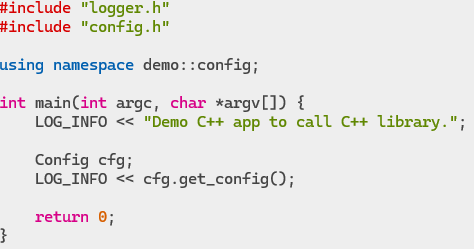 #include "logger.h"
#include "config.h"

using namespace demo::config;

int main(int argc, char *argv[]) {
    LOG_INFO << "Demo C++ app to call C++ library.";

    Config cfg;
    LOG_INFO << cfg.get_config();

    return 0;
}